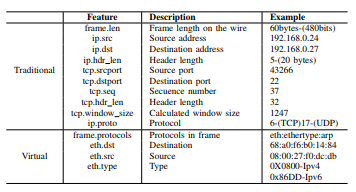 Feature Description Example
frame.len Frame length on the wire 60bytes-(480bits)
ip.src Source address 192.168.0.24
ip.dst Destination address 192.168.0.27
ip.hdr_len Header length 5-(20 bytes)
tcp.srcport Source port 43266
Traditional tcp.dstport Destination port 22
tcp.seq Secuence number 37
tcp.hdr_len Header length 32
tcp.window_size Calculated window size 1247
ip.proto Protocol 6-(TCP)17-(UDP)
frame.protocols Protocols in frame eth:ethertype:arp
eth.dst Destination 68:a0:f6:b0:14:84
Virtual eth.src Source 08:00:27:f0:dc:db
eth.type Type 0X0800-Ipv4
0x86DD-Ipv6